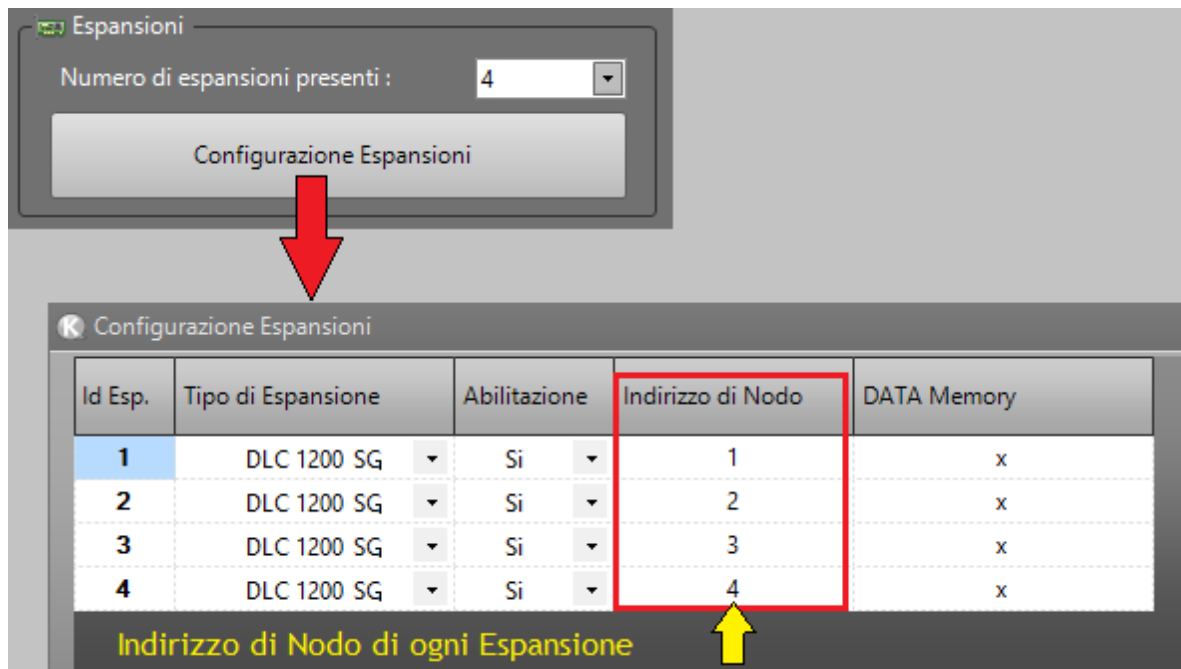 Espansioni
Numero di espansioni presenti : 4
Configurazione Espansioni
K Configurazione Espansioni
Id Esp. Tipo di Espansione Abilitazione Indirizzo di Nodo DATA Memory
1 DLC 1200 SG Si 1 x
2 DLC 1200 SG Si 2 x
3 DLC 1200 SG Si 3 x
4 DLC 1200 SG Si 4 x
Indirizzo di Nodo di ogni Espansione